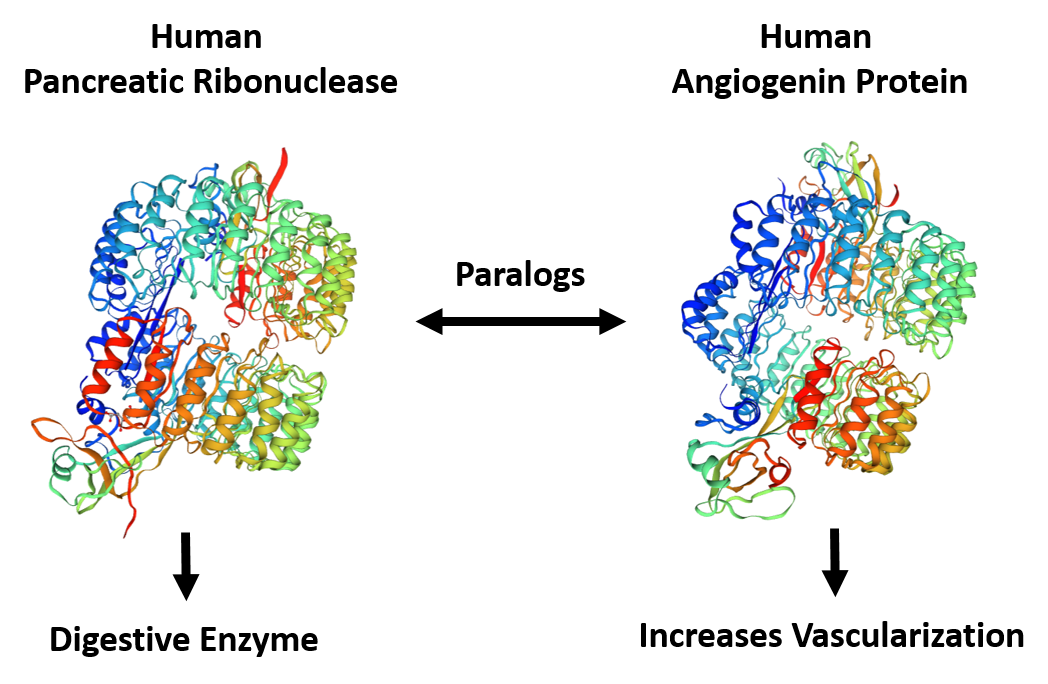 Human
Pancreatic Ribonuclease
Human
Angiogenin Protein
Paralogs
Digestive Enzyme
Increases Vascularization